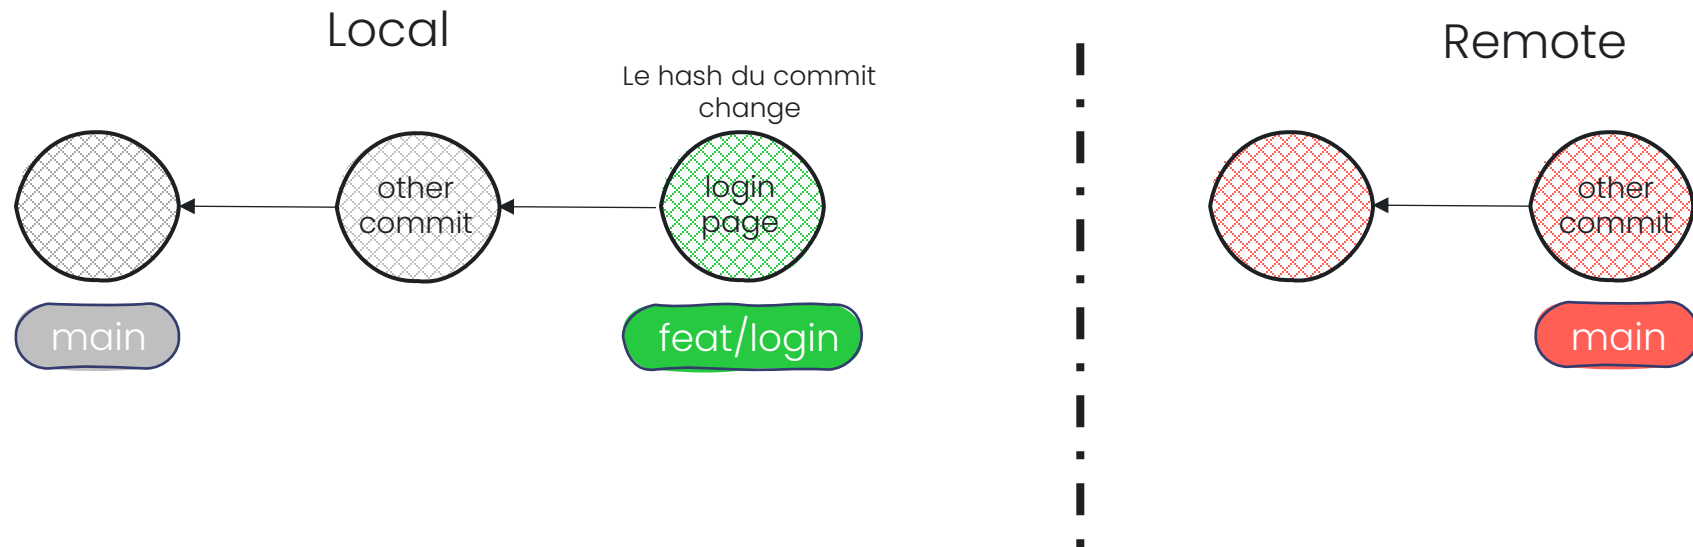 Local
Remote
Le hash du commit
change
other
commit
login
page
other
commit
main
feat/login
main